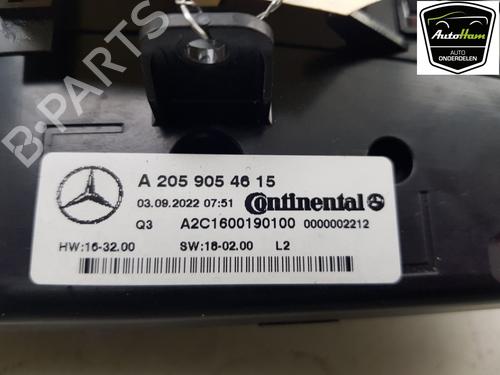 AutoHam
AUTO
ONDERDELEN
B-PARTS
A 205 905 46 15
03.09.2022 07:51 Continental
Q3 A2C1600190100 0000002212
HW:16-32.00 SW:18-02.00 L2